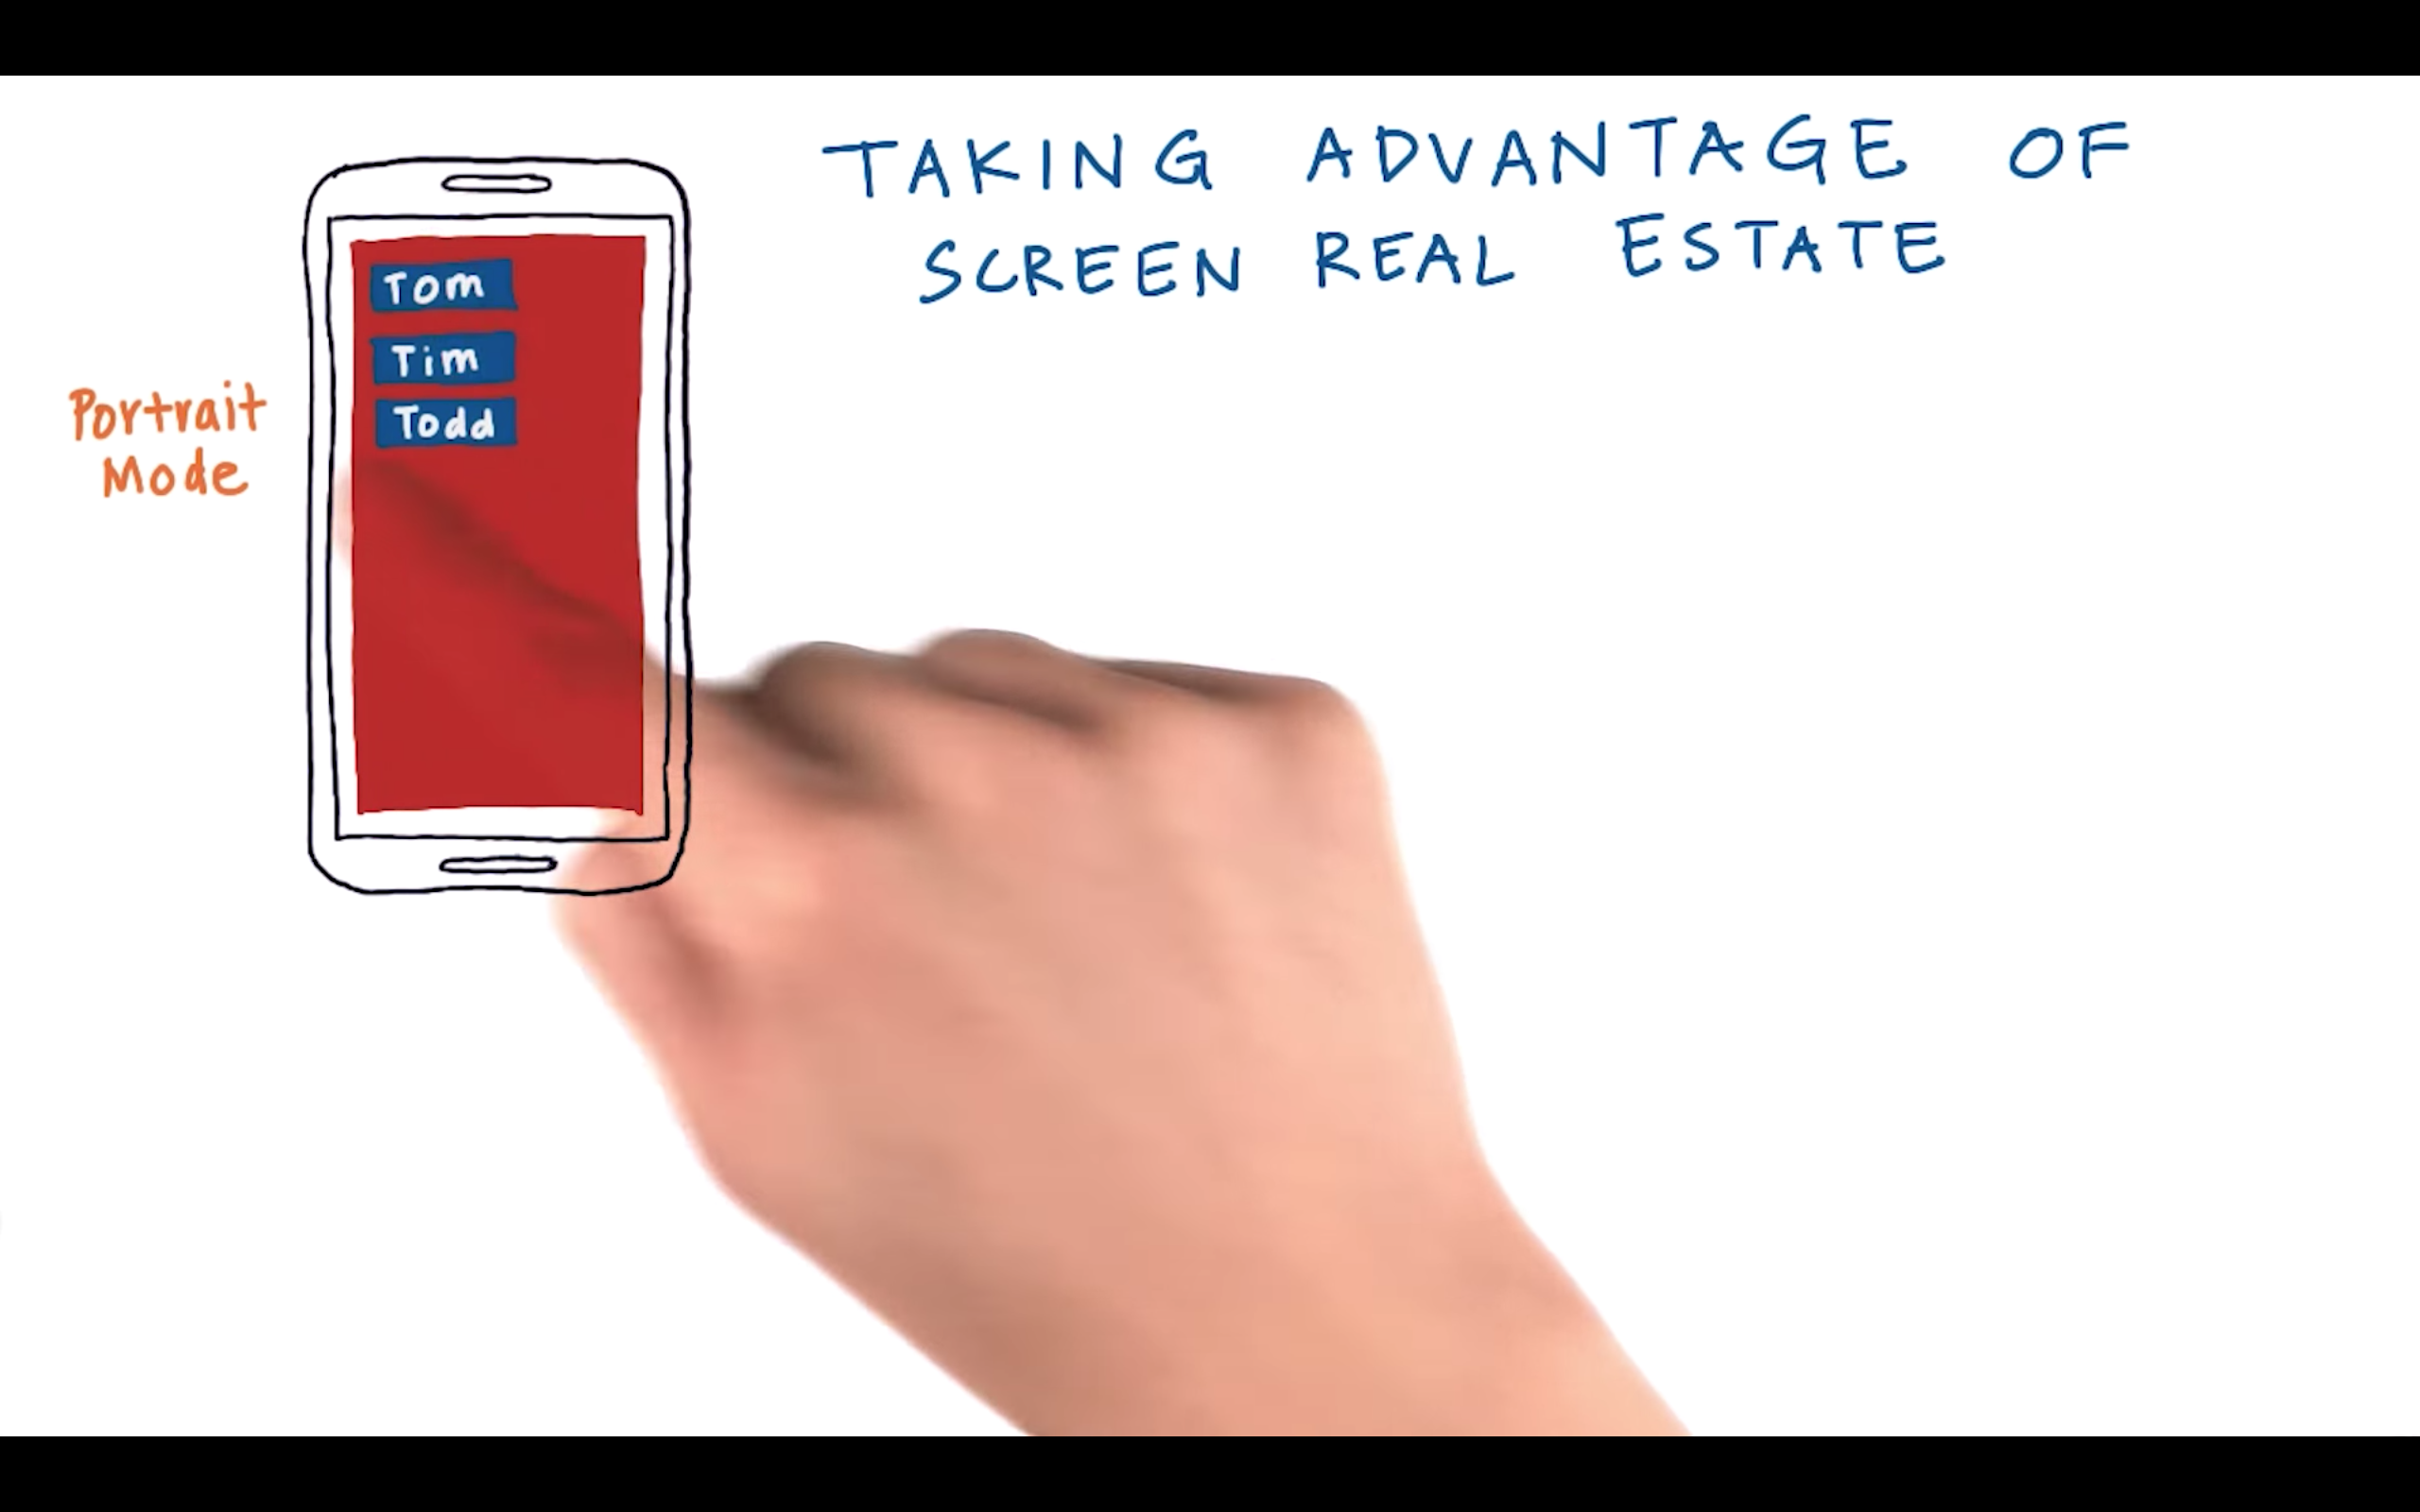 TAKING ADVANTAGE OF
SCREEN REAL ESTATE
Portrait
Mode
Tom
Tim
Todd